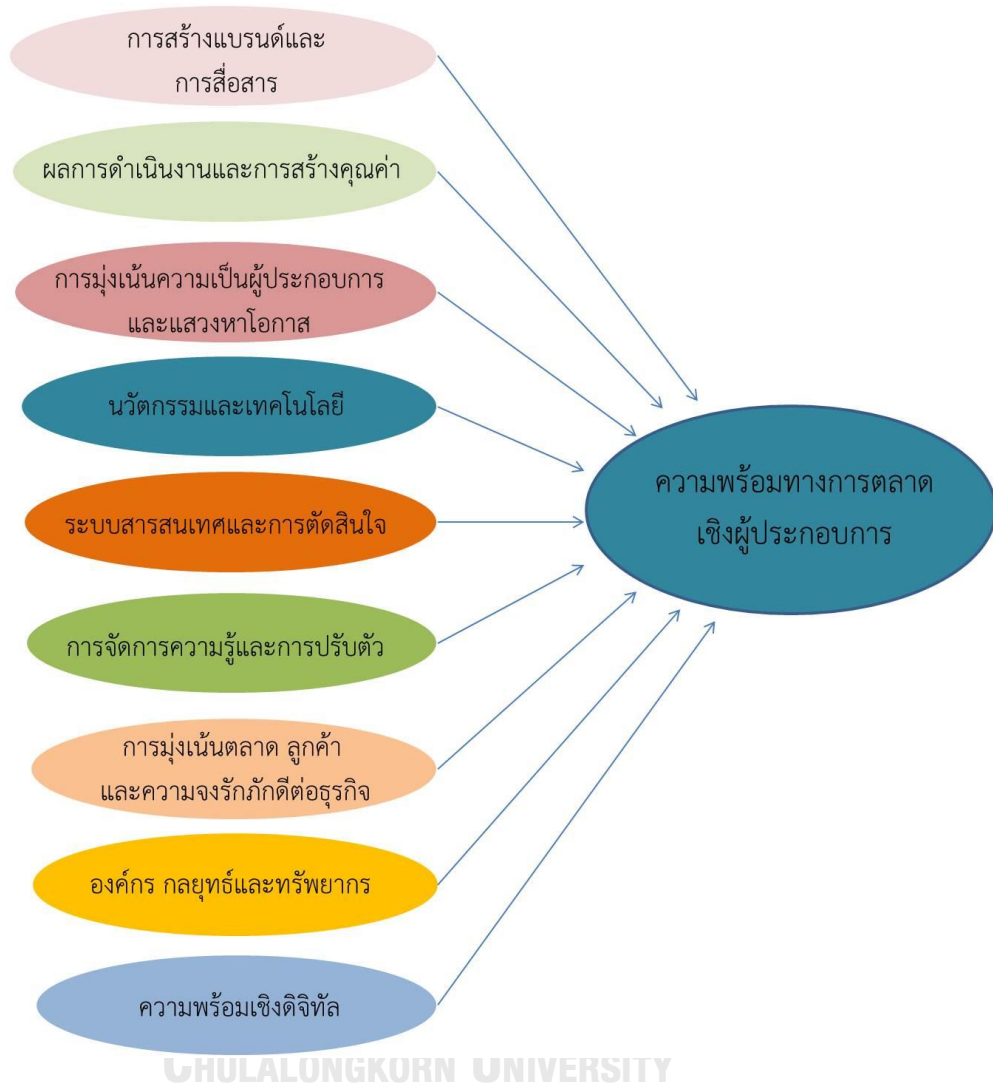 การสร้างแบรนด์และ
การสื่อสาร
ผลการดำเนินงานและการสร้างคุณค่า
การมุ่งเน้นความเป็นผู้ประกอบการ
และแสวงหาโอกาส
นวัตกรรมและเทคโนโลยี
ระบบสารสนเทศและการตัดสินใจ
การจัดการความรู้และการปรับตัว
การมุ่งเน้นตลาด ลูกค้า
และความจงรักภักดีต่อธุรกิจ
องค์กร กลยุทธ์และทรัพยากร
ความพร้อมเชิงดิจิทัล
ความพร้อมทางการตลาด
เชิงผู้ประกอบการ
CHULALONGKORN UNIVERSITY